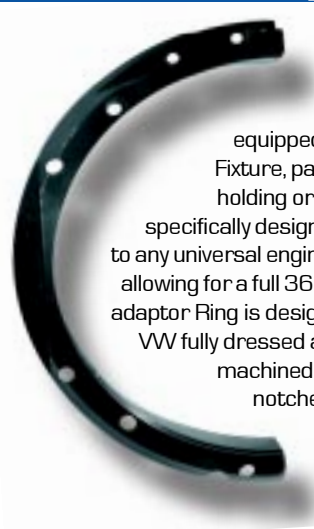 equipped
Fixture, pa
holding or
specifically design
to any universal engin
allowing for a full 36
adaptor Ring is desig
VW fully dressed a
machined
notche